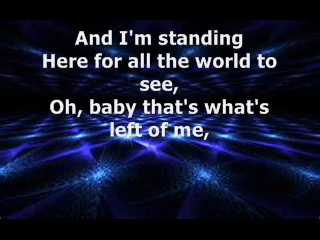 And I'm standing
Here for all the world to
see,
Oh, baby that's what's
left of me,